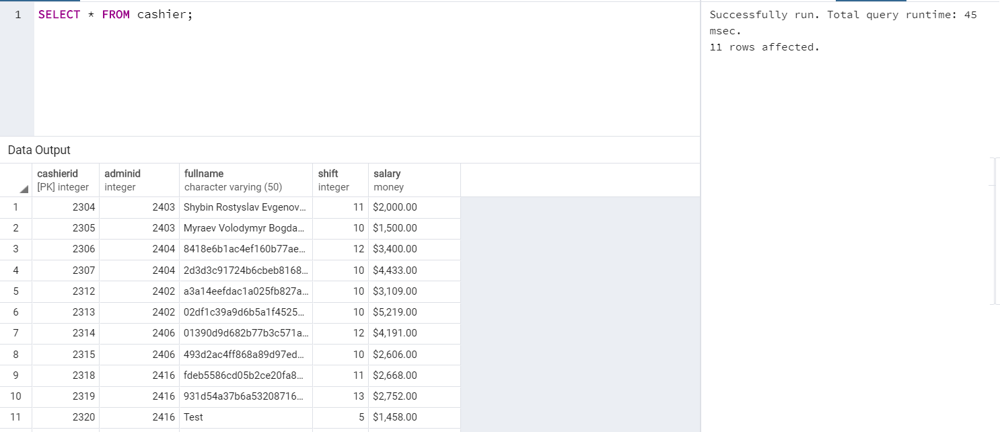 1 SELECT * FROM cashier;
Successfully run. Total query runtime: 45
msec.
11 rows affected.
Data Output
cashierid adminid fullname shift salary
[PK] integer integer character varying (50) integer money
1 2304 2403 Shybin Rostyslav Evgenov... 11 $2,000.00
2 2305 2403 Myraev Volodymyr Bogda... 10 $1,500.00
3 2306 2404 8418e6b1ac4ef160b77ae... 12 $3,400.00
4 2307 2404 2d3d3c91724b6cbeb8168... 10 $4,433.00
5 2312 2402 a3a14eefdac1a025fb827a... 10 $3,109.00
6 2313 2402 02df1c39a9d6b5a1f4525... 10 $5,219.00
7 2314 2406 01390d9d682b77b3c571a... 12 $4,191.00
8 2315 2406 493d2ac4ff868a89d97ed... 10 $2,606.00
9 2318 2416 fdeb5586cd05b2ce20fa8... 11 $2,668.00
10 2319 2416 931d54a37b6a53208716... 13 $2,752.00
11 2320 2416 Test 5 $1,458.00